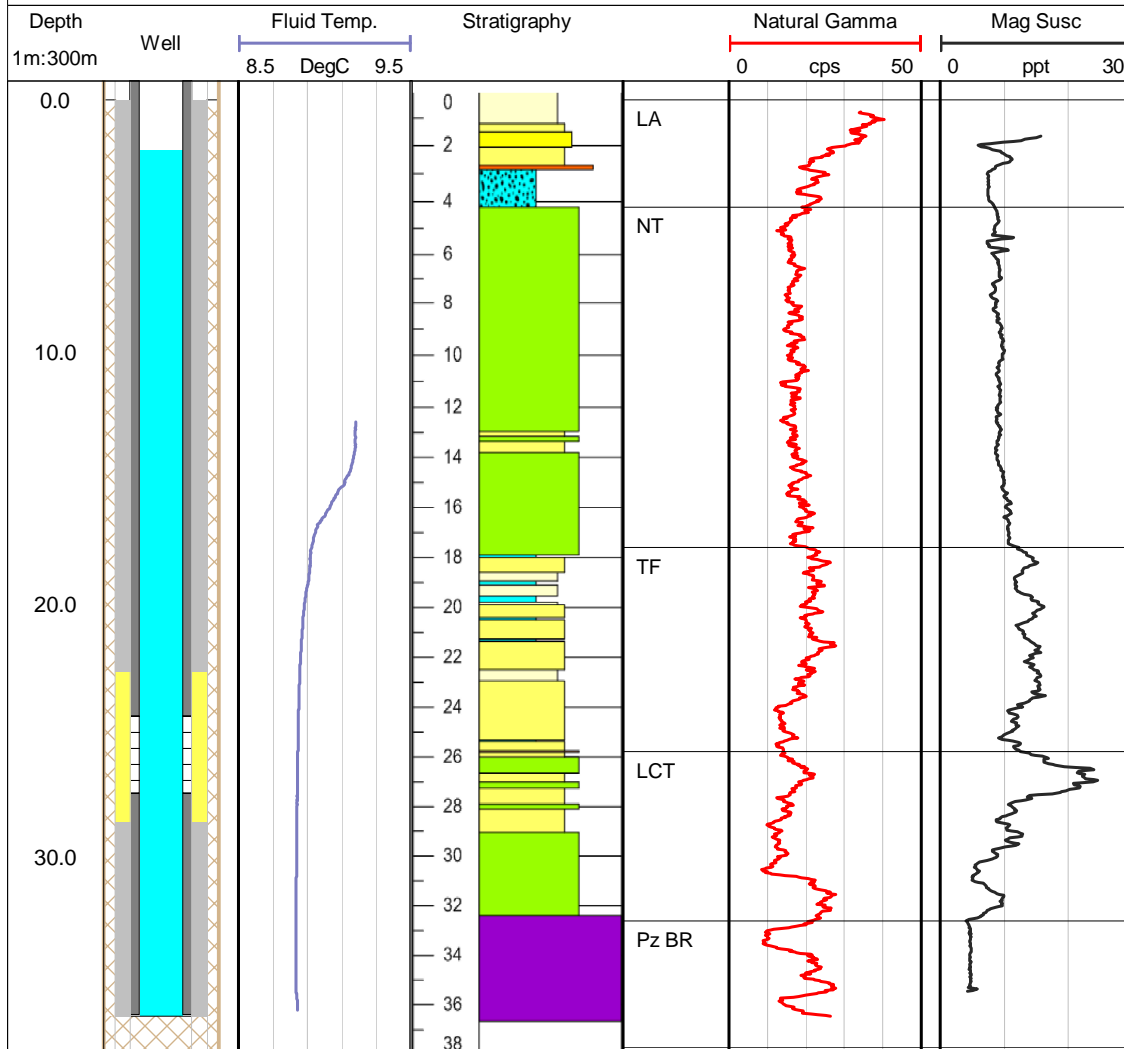 Depth
1m:300m
Well
Fluid Temp.
8.5 DegC 9.5
Stratigraphy
Natural Gamma
0 cps 50
Mag Susc
0 ppt 30
0.0
10.0
20.0
30.0
0
2
4
6
8
10
12
14
16
18
20
22
24
26
28
30
32
34
36
38
LA
NT
TF
LCT
Pz BR